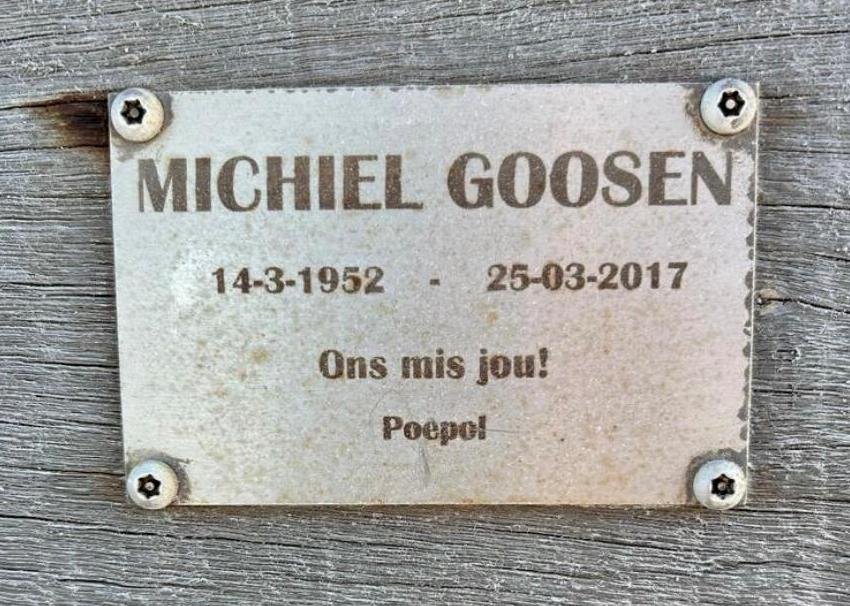 MICHIEL GOOSEN
14-3-1952 - 25-03-2017
Ons mis jou!
Poepol